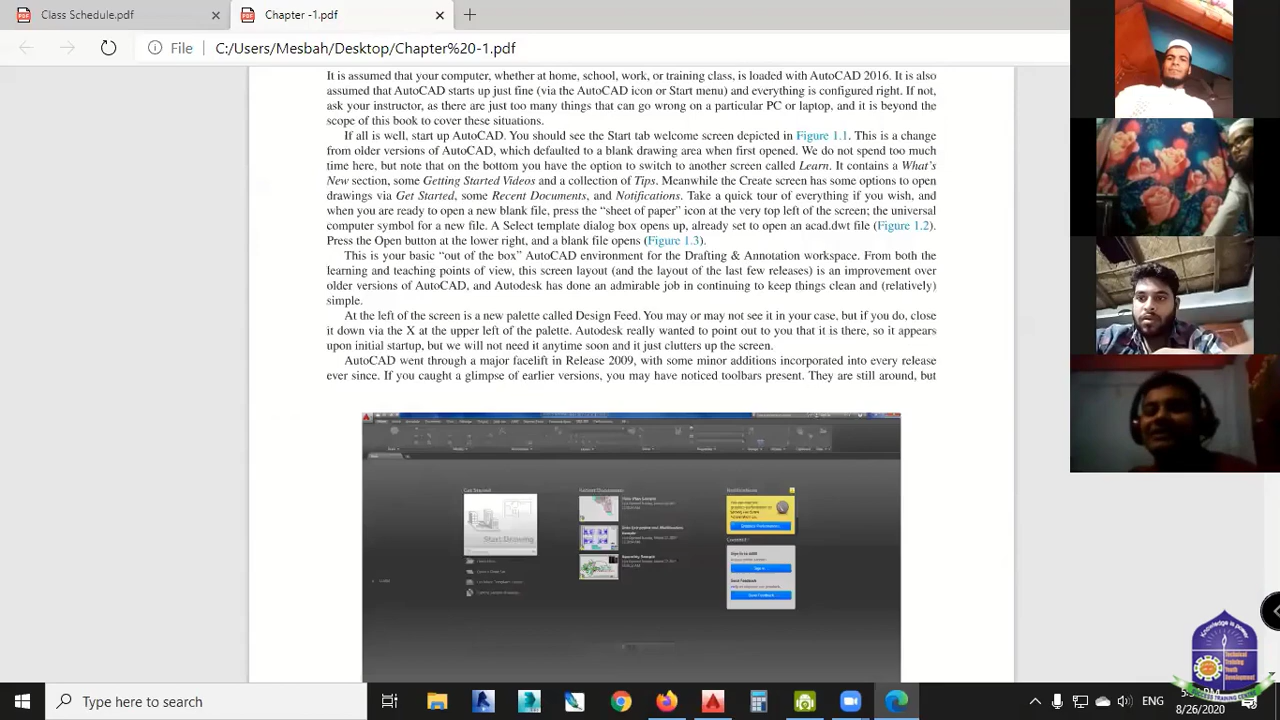 Class Schedule.pdf
Chapter -1.pdf
File
C:/Users/Mesbah/Desktop/Chapter%20-1.pdf
It is assumed that your computer, whether at home, school, work, or training class, is loaded with AutoCAD 2016. It is also
assumed that AutoCAD starts up just fine (via the AutoCAD icon or Start menu) and everything is configured right. If not,
ask your instructor, as there are just too many things that can go wrong on a particular PC or laptop, and it is beyond the
scope of this book to cover these situations.
If all is well, start up AutoCAD. You should see the Start tab welcome screen depicted in Figure 1.1. This is a change
from older versions of AutoCAD, which defaulted to a blank drawing area when first opened. We do not spend too much
time here, but note that on the bottom you have the option to switch to another screen called Learn. It contains a What's
New section, some Getting Started Videos and a collection of Tips. Meanwhile the Create screen has some options to open
drawings via Get Started, some Recent Documents, and Notifications. Take a quick tour of everything if you wish, and
when you are ready to open a new blank file, press the “sheet of paper” icon at the very top left of the screen; the universal
computer symbol for a new file. A Select template dialog box opens up, already set to open an acad.dwt file (Figure 1.2).
Press the Open button at the lower right, and a blank file opens (Figure 1.3).
This is your basic “out of the box” AutoCAD environment for the Drafting & Annotation workspace. From both the
learning and teaching points of view, this screen layout (and the layout of the last few releases) is an improvement over
older versions of AutoCAD, and Autodesk has done an admirable job in continuing to keep things clean and (relatively)
simple.
At the left of the screen is a new palette called Design Feed. You may or may not see it in your case, but if you do, close
it down via the X at the upper left of the palette. Autodesk really wanted to point out to you that it is there, so it appears
upon initial startup, but we will not need it anytime soon and it just clutters up the screen.
AutoCAD went through a major facelift in Release 2009, with some minor additions incorporated into every release
ever since. If you caught a glimpse of earlier versions, you may have noticed toolbars present. They are still around, but
Get Started
Recent Documents
Notifications
Start Drawing
Sign In
Send Feedback
Knowledge is power
Technical
Training
Youth
Development
TRAINING CENTRE
Type here to search
ENG
8/26/2020